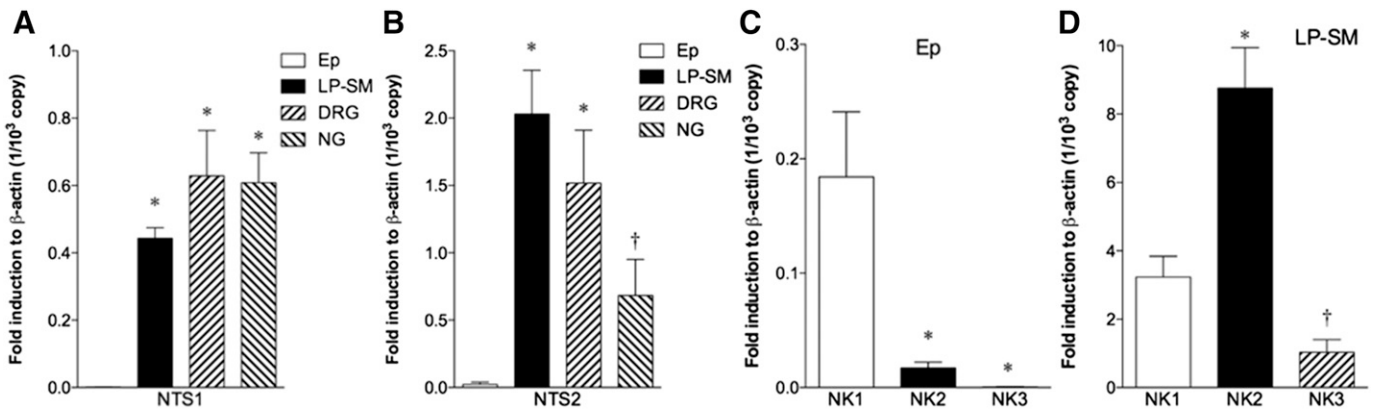 A
Fold induction to β-actin (1/10³ copy)
1.0
0.8
0.6
0.4
0.2
0.0
*
*
*
Ep
LP-SM
DRG
NG
NTS1
B
Fold induction to β-actin (1/10³ copy)
2.5
2.0
1.5
1.0
0.5
0.0
*
*
†
Ep
LP-SM
DRG
NG
NTS2
C
Ep
Fold induction to β-actin (1/10³ copy)
0.3
0.2
0.1
0.0
*
*
NK1 NK2 NK3
D
LP-SM
Fold induction to β-actin (1/10³ copy)
10
8
6
4
2
0
*
†
NK1 NK2 NK3